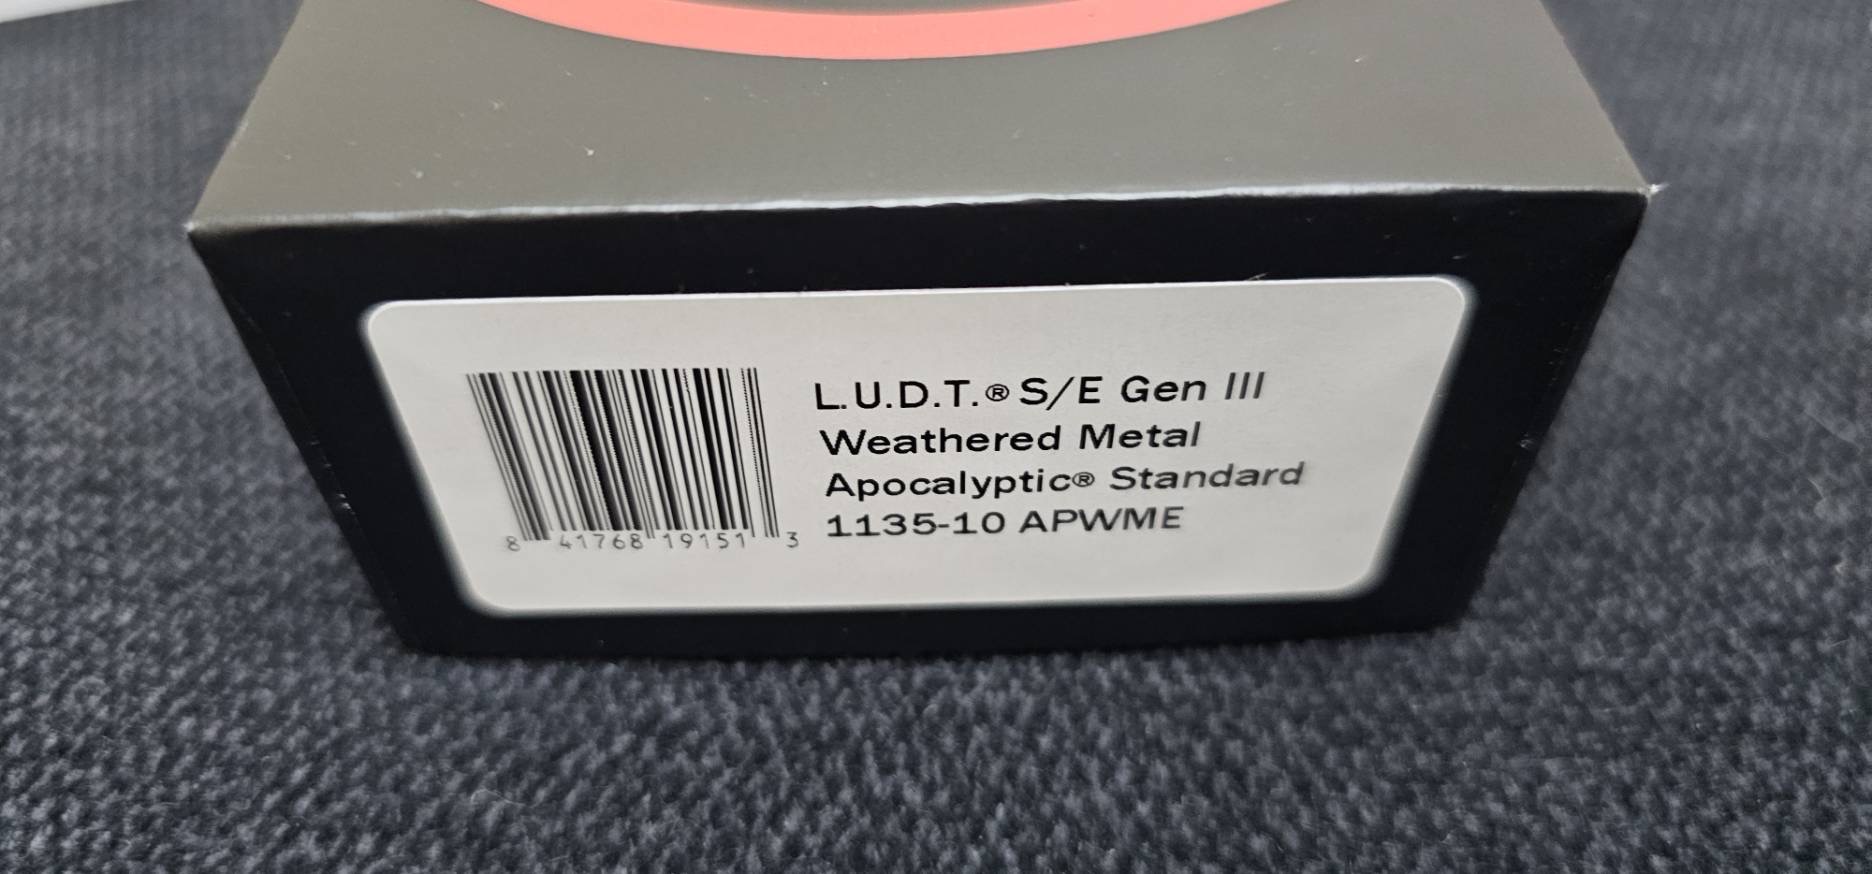 L.U.D.T.® S/E Gen III
Weathered Metal
Apocalyptic® Standard
1135-10 APWME
8 41768 19151 3